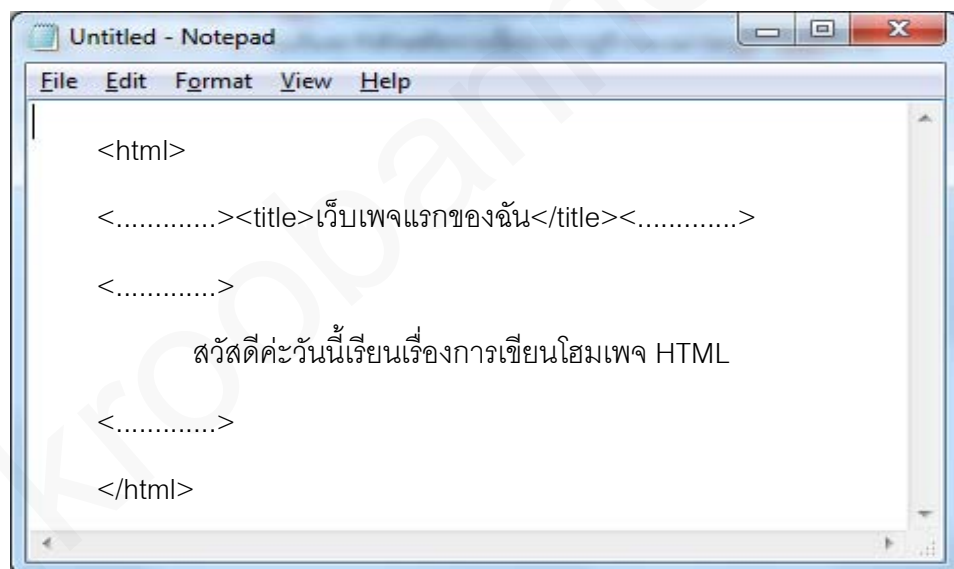 Untitled - Notepad
File Edit Format View Help
<html>
<.............><title>เว็บเพจแรกของฉัน</title><.............>
<.............>
สวัสดีค่ะวันนี้เรียนเรื่องการเขียนโฮมเพจ HTML
<.............>
</html>